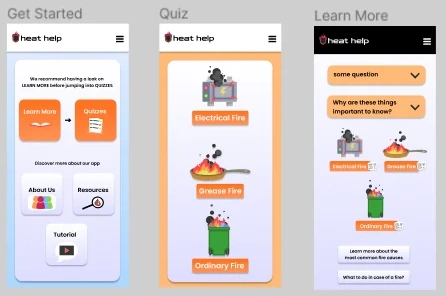 Get Started
heat help
We recommend having a look on
LEARN MORE before jumping into QUIZZES
Learn More
Quizzes
Discover more about our app
About Us
Resources
Tutorial
Quiz
heat help
Electrical Fire
Grease Fire
Ordinary Fire
Learn More
heat help
some question
Why are these things
important to know?
Electrical Fire
Grease Fire
Ordinary Fire
Learn more about the
most common fire causes
What to do in case of a fire?